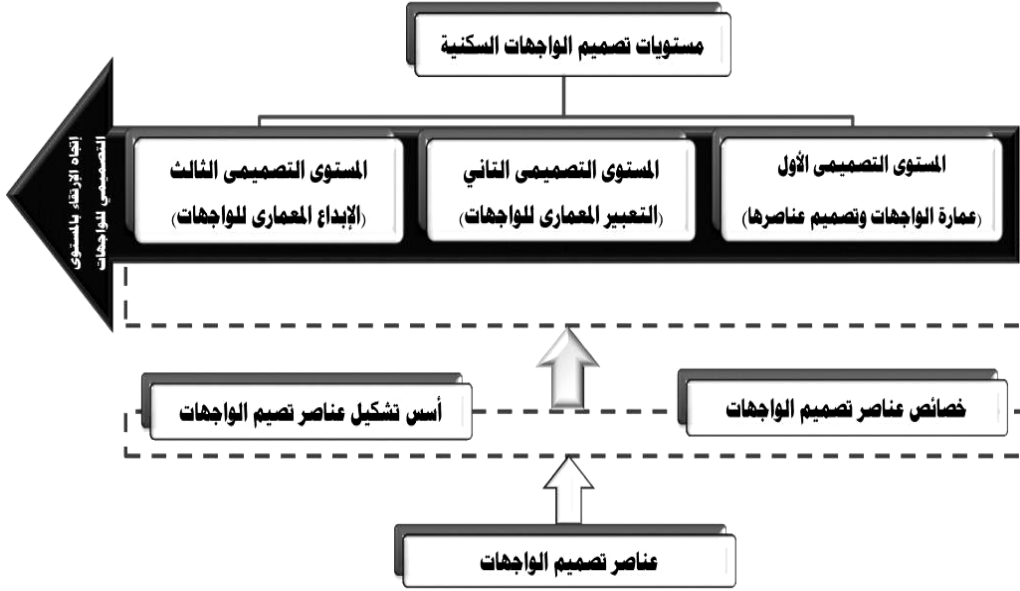 مستويات تصميم الواجهات السكنية
المستوى التصميمى الأول
(عمارة الواجهات وتصميم عناصرها)
المستوى التصميمى التاني
(التعبير المعمارى للواجهات)
المستوى التصميمى الثالث
(الإبداع المعمارى للواجهات)
إتجاه الإرتقاء بالمستوى
التصميمي للواجهات
خصائص عناصر تصميم الواجهات
أسس تشكيل عناصر تصيم الواجهات
عناصر تصميم الواجهات